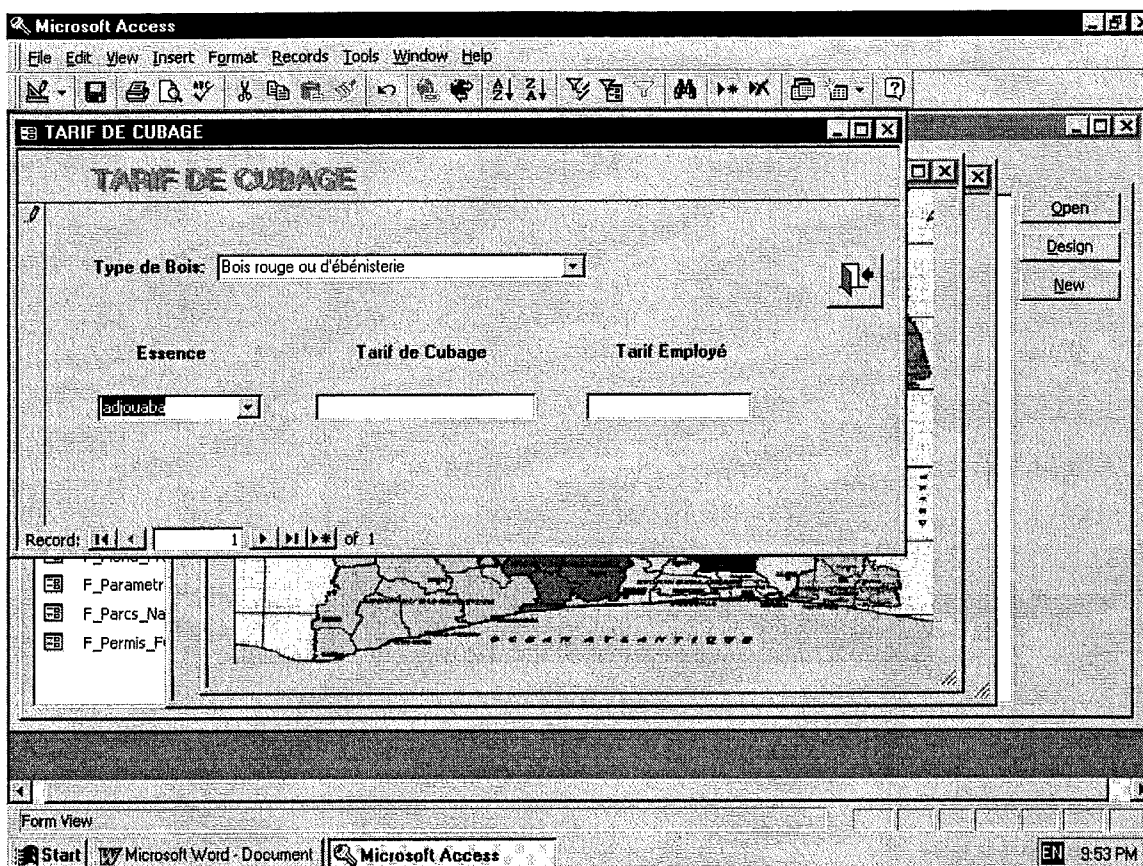 Microsoft Access
File Edit View Insert Format Records Tools Window Help
TARIF DE CUBAGE
TARIF DE CUBAGE
Open
Type de Bois: Bois rouge ou d'ébénisterie
Design
New
Essence Tarif de Cubage Tarif Employé
adjouaba
Record: 1 of 1
F_Parametr
F_Parcs_Na
F_Permis_F
Form View
Start Microsoft Word - Document Microsoft Access EN 9:53 PM